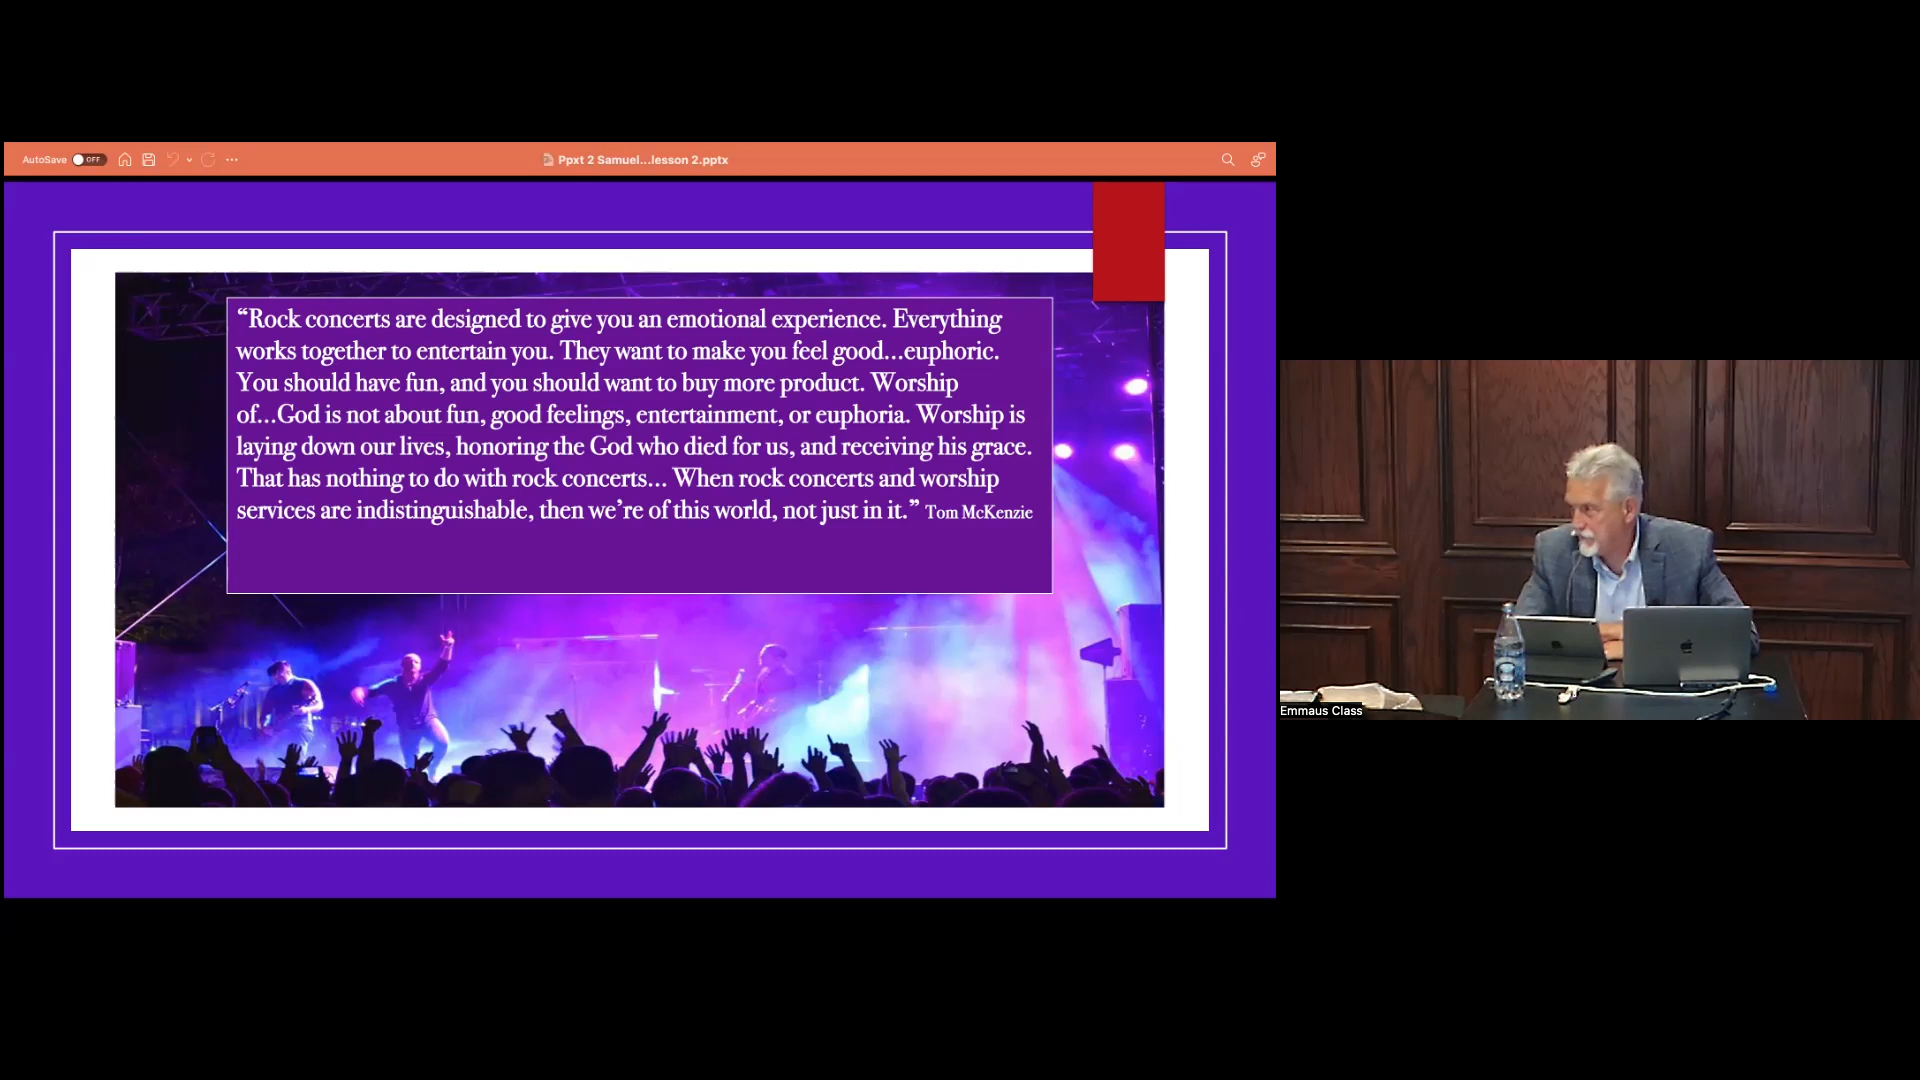 AutoSave OFF
Ppxt 2 Samuel...lesson 2.pptx
“Rock concerts are designed to give you an emotional experience. Everything
works together to entertain you. They want to make you feel good…euphoric.
You should have fun, and you should want to buy more product. Worship
of…God is not about fun, good feelings, entertainment, or euphoria. Worship is
laying down our lives, honoring the God who died for us, and receiving his grace.
That has nothing to do with rock concerts… When rock concerts and worship
services are indistinguishable, then we’re of this world, not just in it.” Tom McKenzie
Emmaus Class